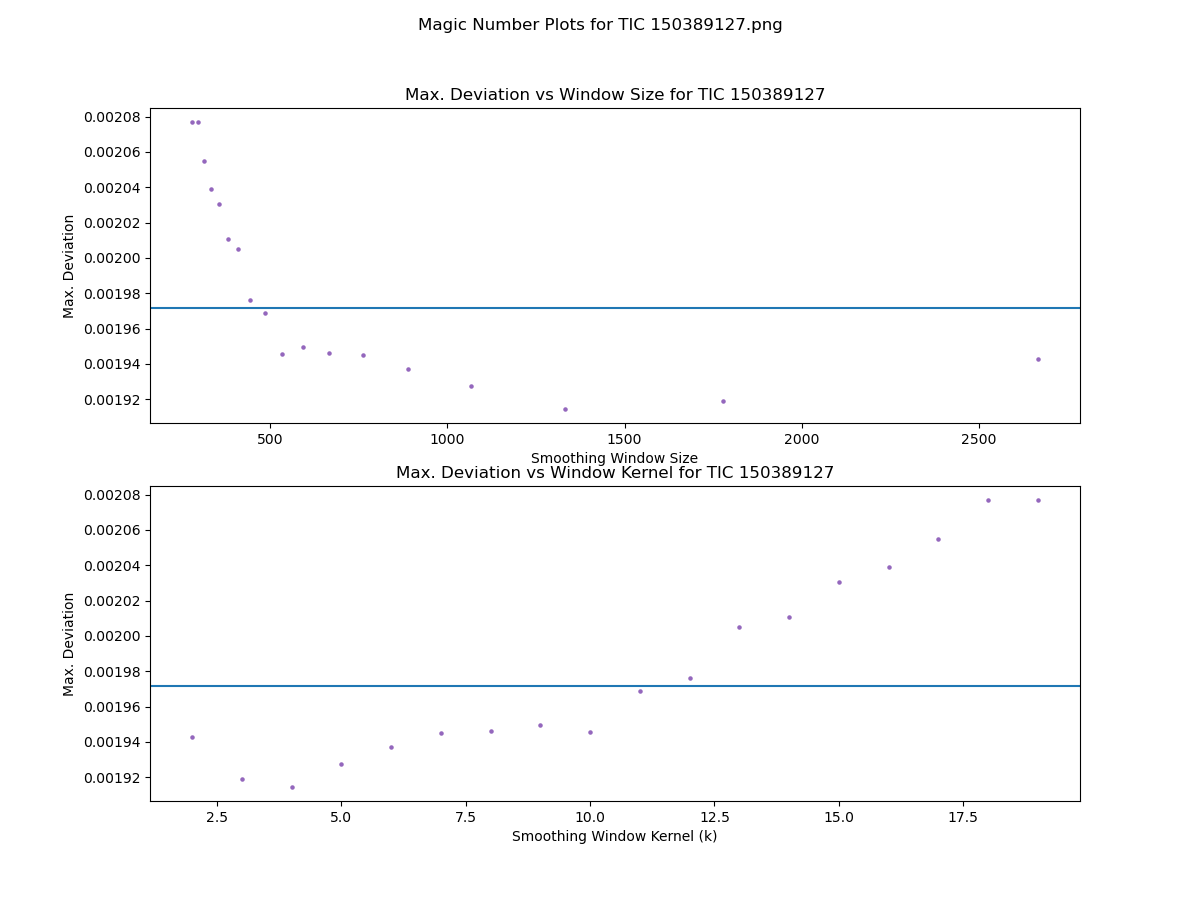 Magic Number Plots for TIC 150389127.png
Max. Deviation vs Window Size for TIC 150389127
Max. Deviation
0.00208
0.00206
0.00204
0.00202
0.00200
0.00198
0.00196
0.00194
0.00192
500 1000 1500 2000 2500
Smoothing Window Size
Max. Deviation vs Window Kernel for TIC 150389127
Max. Deviation
0.00208
0.00206
0.00204
0.00202
0.00200
0.00198
0.00196
0.00194
0.00192
2.5 5.0 7.5 10.0 12.5 15.0 17.5
Smoothing Window Kernel (k)